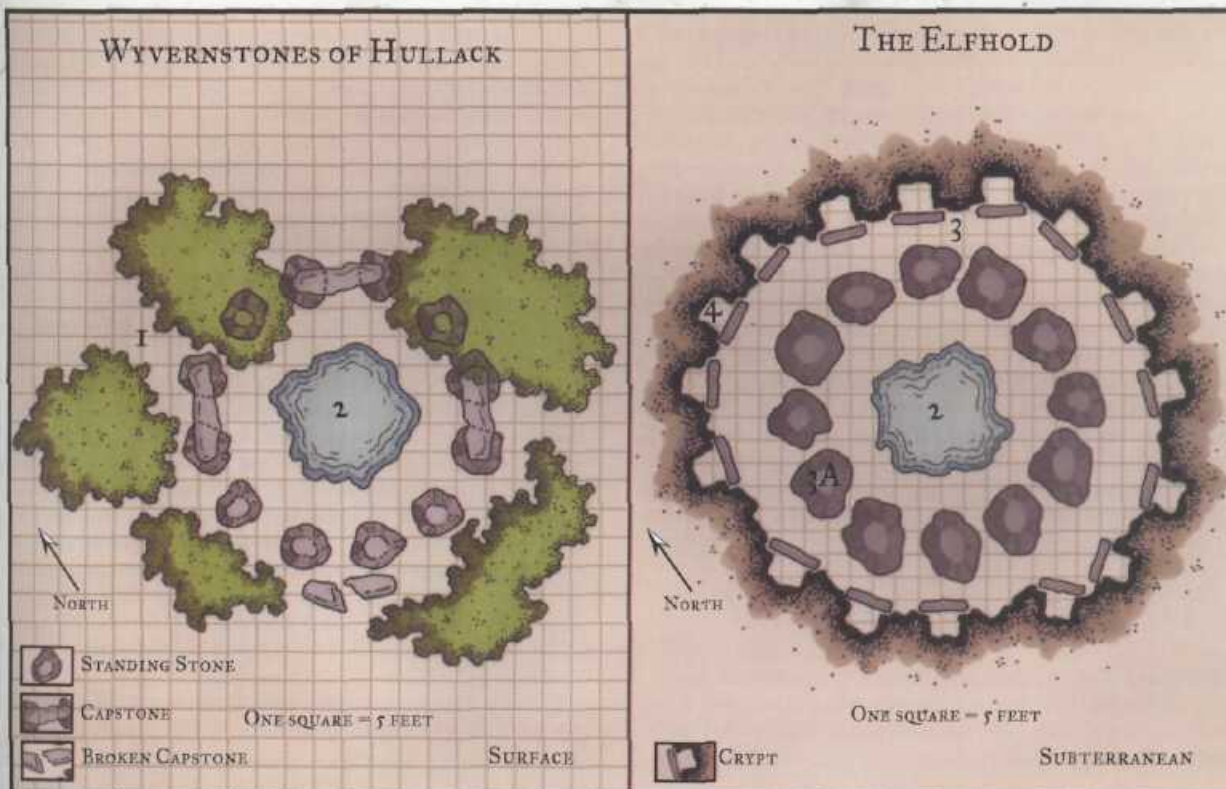 Wyvernstones of Hullack
1
2
North
Standing Stone
Capstone
Broken Capstone
One square = 5 feet
Surface
The Elfhold
3
4
2
3A
North
One square = 5 feet
Crypt
Subterranean